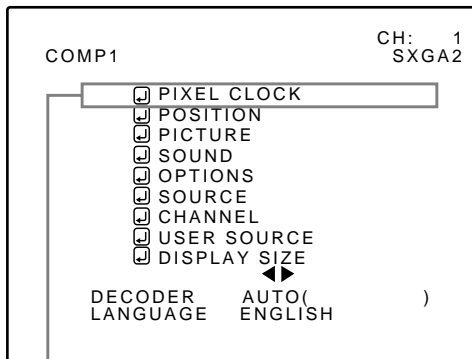 CH: 1
COMP1 SXGA2
PIXEL CLOCK
POSITION
PICTURE
SOUND
OPTIONS
SOURCE
CHANNEL
USER SOURCE
DISPLAY SIZE
DECODER AUTO( )
LANGUAGE ENGLISH